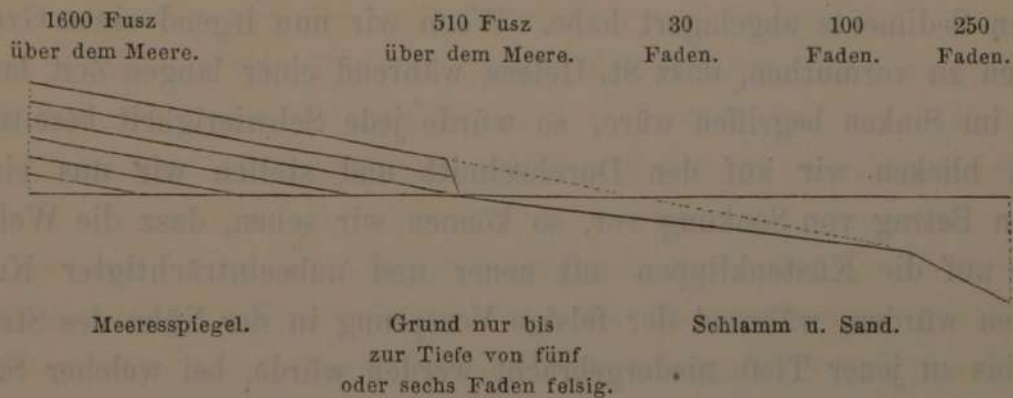 1600 Fusz
über dem Meere.
510 Fusz
über dem Meere.
30
Faden.
100
Faden.
250
Faden.
Meeresspiegel.
Grund nur bis
zur Tiefe von fünf
oder sechs Faden felsig.
Schlamm u. Sand.